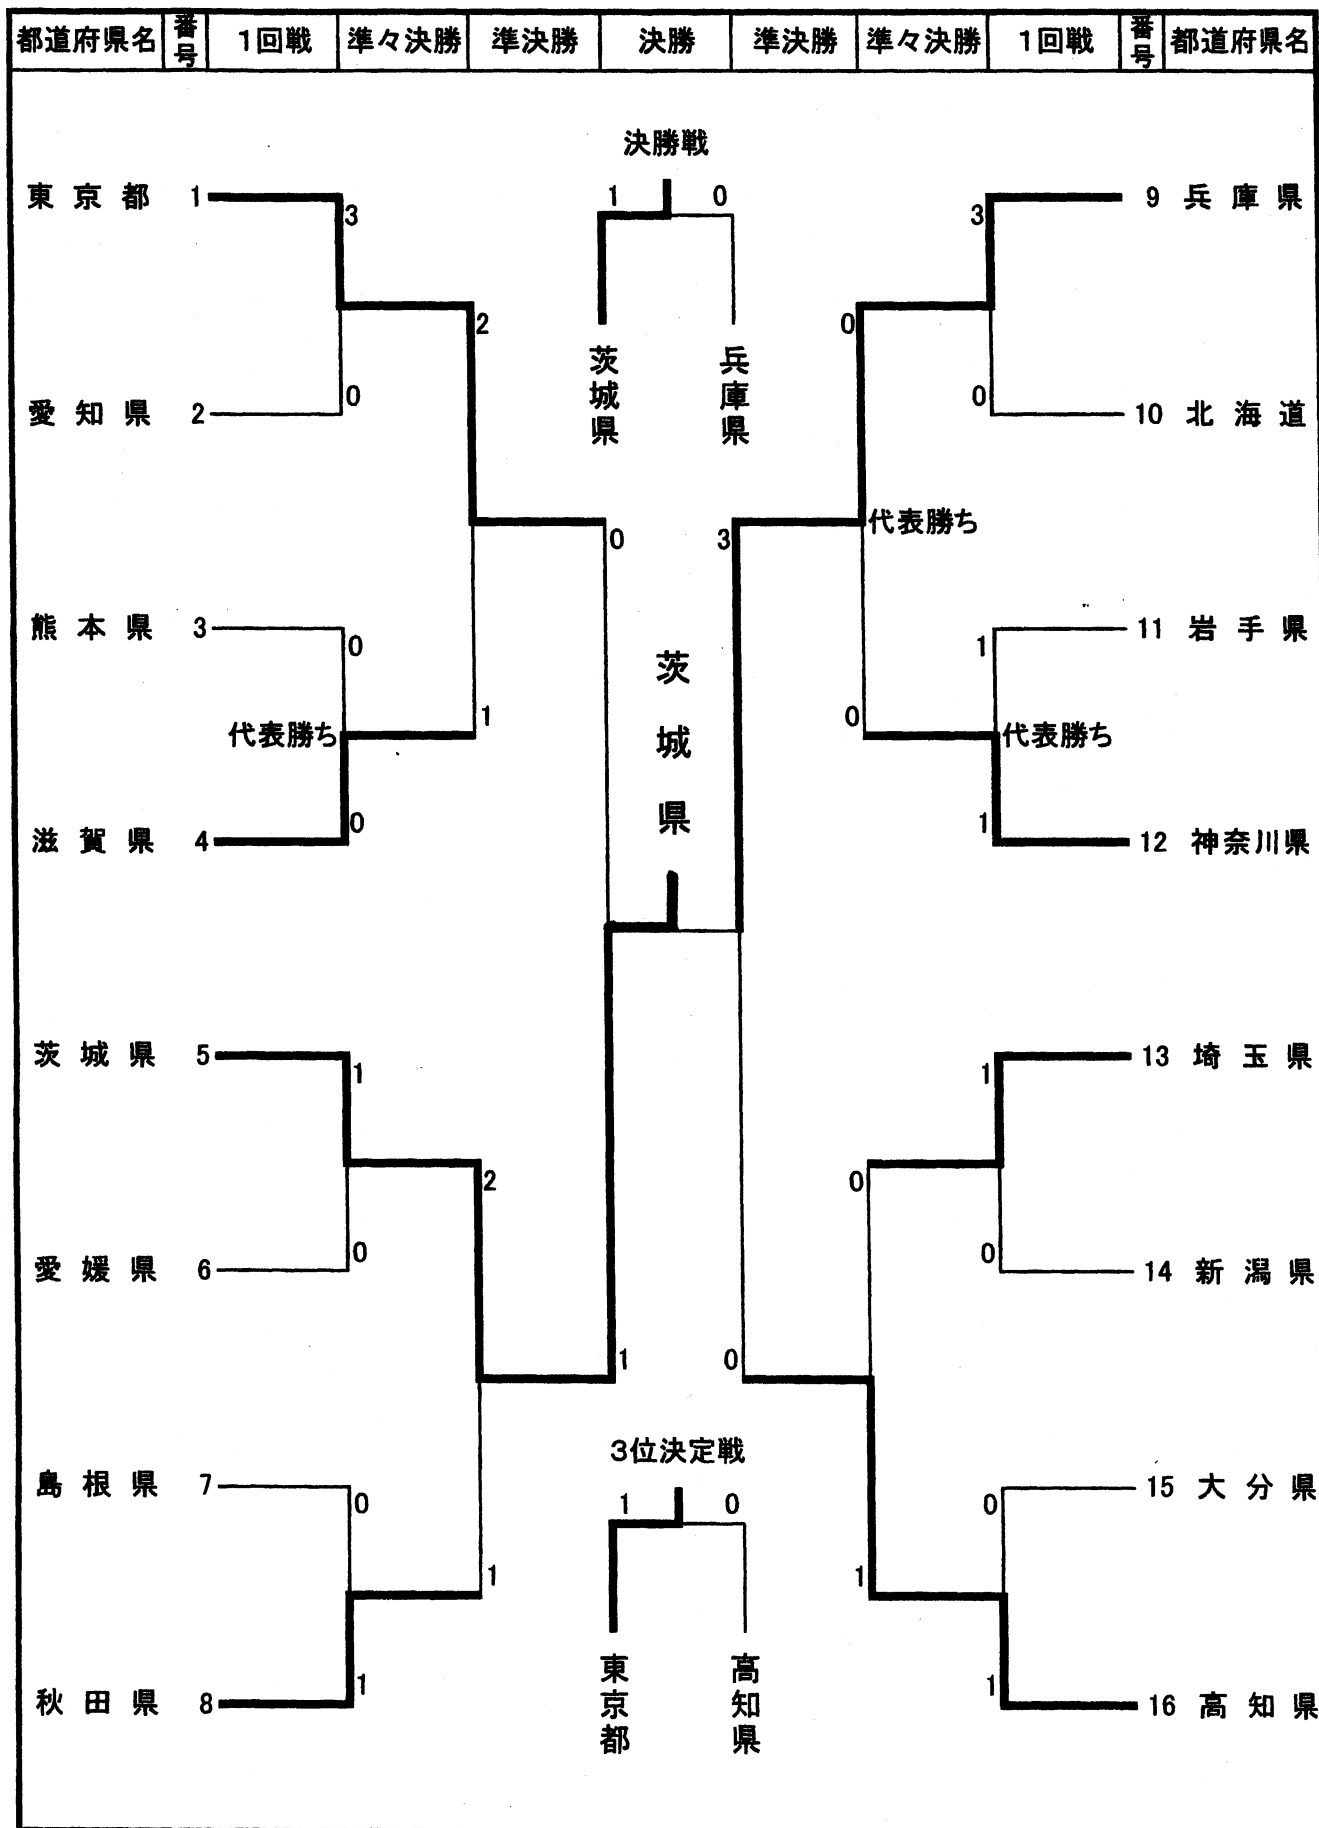 都道府県名 番号 1回戦 準々決勝 準決勝 決勝 準決勝 準々決勝 1回戦 番号 都道府県名
決勝戦
1 0
東京都 1 3 3 9 兵庫県
2 0
茨城県 兵庫県
愛知県 2 0 0 10 北海道
代表勝ち
0 3
熊本県 3 0 1 11 岩手県
茨城県
1 0
代表勝ち 代表勝ち
滋賀県 4 0 1 12 神奈川県
茨城県 5 1 1 13 埼玉県
2 0
愛媛県 6 0 0 14 新潟県
1 0
3位決定戦
1 0
島根県 7 0 0 15 大分県
1 1
東京都 高知県
秋田県 8 1 1 16 高知県